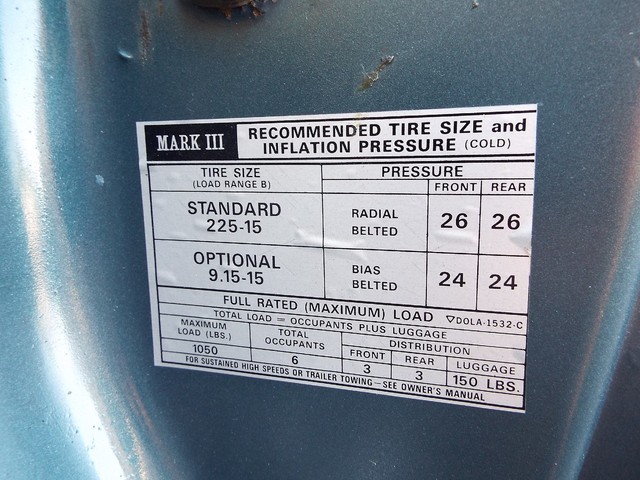 MARK III
RECOMMENDED TIRE SIZE and
INFLATION PRESSURE (COLD)
TIRE SIZE
(LOAD RANGE B)
PRESSURE
FRONT REAR
STANDARD
225-15
RADIAL
BELTED
26 26
OPTIONAL
9.15-15
BIAS
BELTED
24 24
FULL RATED (MAXIMUM) LOAD ▽DOLA-1532-C
TOTAL LOAD = OCCUPANTS PLUS LUGGAGE
MAXIMUM
LOAD (LBS.)
TOTAL
OCCUPANTS
DISTRIBUTION
FRONT REAR LUGGAGE
1050 6 3 3 150 LBS.
FOR SUSTAINED HIGH SPEEDS OR TRAILER TOWING—SEE OWNER'S MANUAL